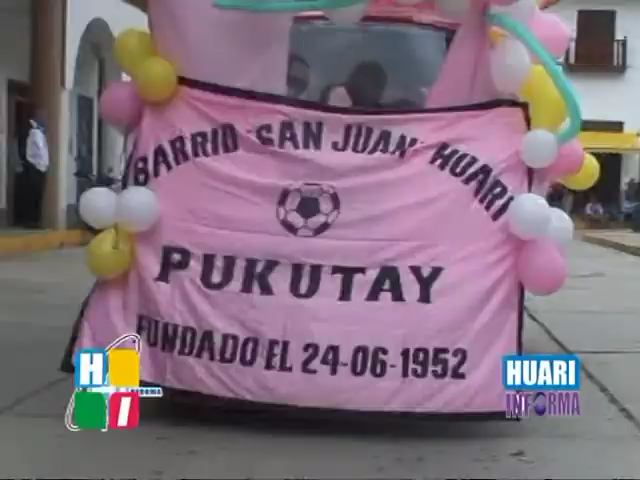 BARRIO SAN JUAN HUARI
PUKUTAY
FUNDADO EL 24-06-1952
H
i
HUARI
INFORMA